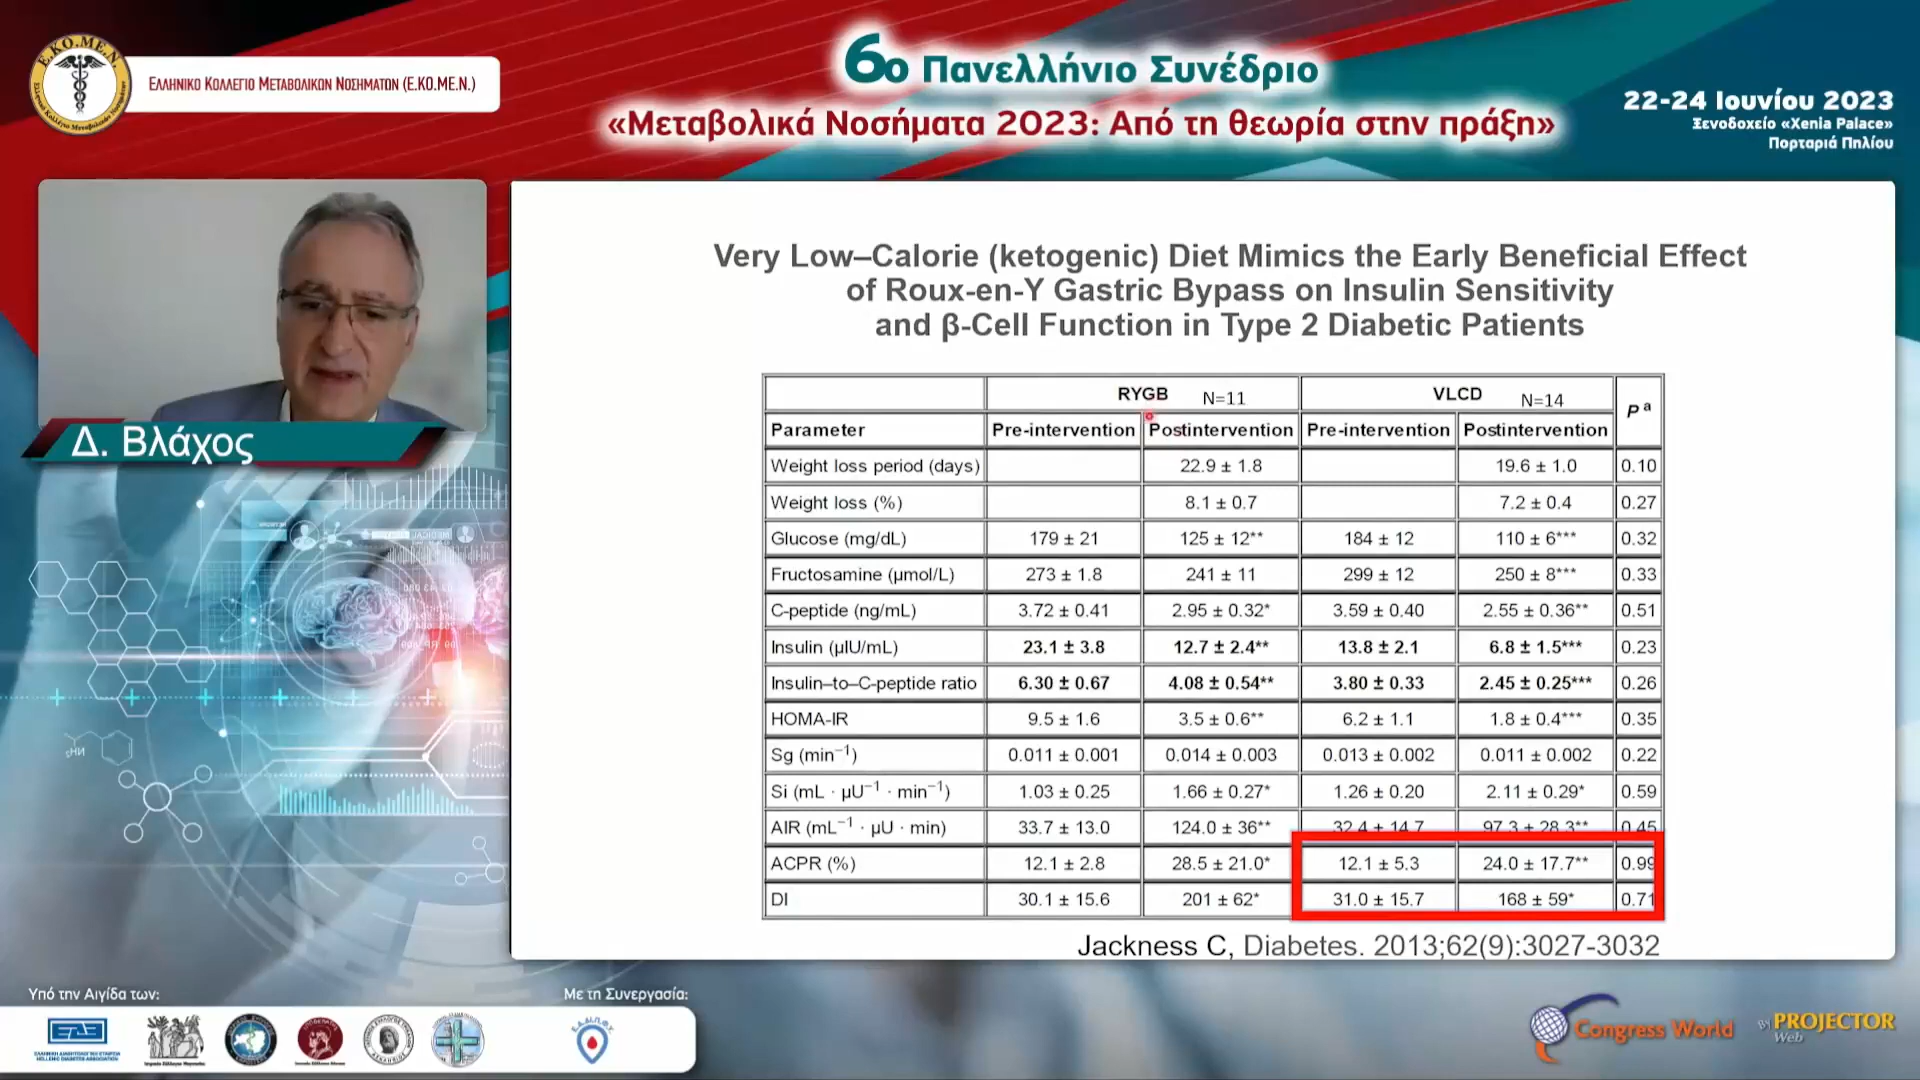 Ε.ΚΟ.ΜΕ.Ν.
ΕΛΛΗΝΙΚΟ ΚΟΛΛΕΓΙΟ ΜΕΤΑΒΟΛΙΚΩΝ ΝΟΣΗΜΑΤΩΝ (Ε.ΚΟ.ΜΕ.Ν.)
6ο Πανελλήνιο Συνέδριο
«Μεταβολικά Νοσήματα 2023: Από τη θεωρία στην πράξη»
22-24 Ιουνίου 2023
Ξενοδοχείο «Xenia Palace»
Πορταριά Πηλίου
Δ. Βλάχος
Very Low–Calorie (ketogenic) Diet Mimics the Early Beneficial Effect
of Roux-en-Y Gastric Bypass on Insulin Sensitivity
and β-Cell Function in Type 2 Diabetic Patients
RYGB N=11 VLCD N=14 P a
Parameter Pre-intervention Postintervention Pre-intervention Postintervention
Weight loss period (days) 22.9 ± 1.8 19.6 ± 1.0 0.10
Weight loss (%) 8.1 ± 0.7 7.2 ± 0.4 0.27
Glucose (mg/dL) 179 ± 21 125 ± 12** 184 ± 12 110 ± 6*** 0.32
Fructosamine (µmol/L) 273 ± 1.8 241 ± 11 299 ± 12 250 ± 8*** 0.33
C-peptide (ng/mL) 3.72 ± 0.41 2.95 ± 0.32* 3.59 ± 0.40 2.55 ± 0.36** 0.51
Insulin (µIU/mL) 23.1 ± 3.8 12.7 ± 2.4** 13.8 ± 2.1 6.8 ± 1.5*** 0.23
Insulin–to–C-peptide ratio 6.30 ± 0.67 4.08 ± 0.54** 3.80 ± 0.33 2.45 ± 0.25*** 0.26
HOMA-IR 9.5 ± 1.6 3.5 ± 0.6** 6.2 ± 1.1 1.8 ± 0.4*** 0.35
Sg (min⁻¹) 0.011 ± 0.001 0.014 ± 0.003 0.013 ± 0.002 0.011 ± 0.002 0.22
Si (mL · µU⁻¹ · min⁻¹) 1.03 ± 0.25 1.66 ± 0.27* 1.26 ± 0.20 2.11 ± 0.29* 0.59
AIR (mL⁻¹ · µU · min) 33.7 ± 13.0 124.0 ± 36** 32.4 ± 14.7 97.3 ± 28.3** 0.45
ACPR (%) 12.1 ± 2.8 28.5 ± 21.0* 12.1 ± 5.3 24.0 ± 17.7** 0.99
DI 30.1 ± 15.6 201 ± 62* 31.0 ± 15.7 168 ± 59* 0.71
Jackness C, Diabetes. 2013;62(9):3027-3032
Υπό την Αιγίδα των:
Με τη Συνεργασία:
Congress World
BY PROJECTOR
Web